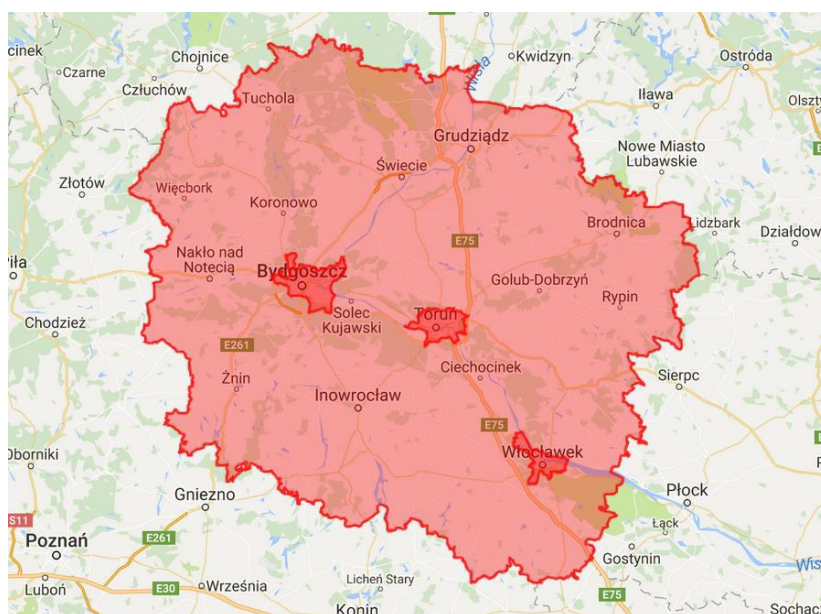 Chojnice
Kwidzyn
Ostróda
cinek
Czarne
Człuchów
Wisła
Tuchola
Iława
Olszty
Grudziądz
Nowe Miasto
Lubawskie
Świecie
Złotów
Więcbork
Koronowo
Brodnica
Lidzbark
Działdow
E75
Nakło nad
Notecią
Bydgoszcz
Piła
Golub-Dobrzyń
Rypin
Solec
Kujawski
Toruń
Chodzież
E261
Ciechocinek
Sierpc
Żnin
Inowrocław
E75
Włocławek
Oborniki
Gniezno
Płock
S11
Łąck
Poznań
E261
Gostynin
Wis
Luboń
E30
Września
Licheń Stary
E75
Konin
Sochac